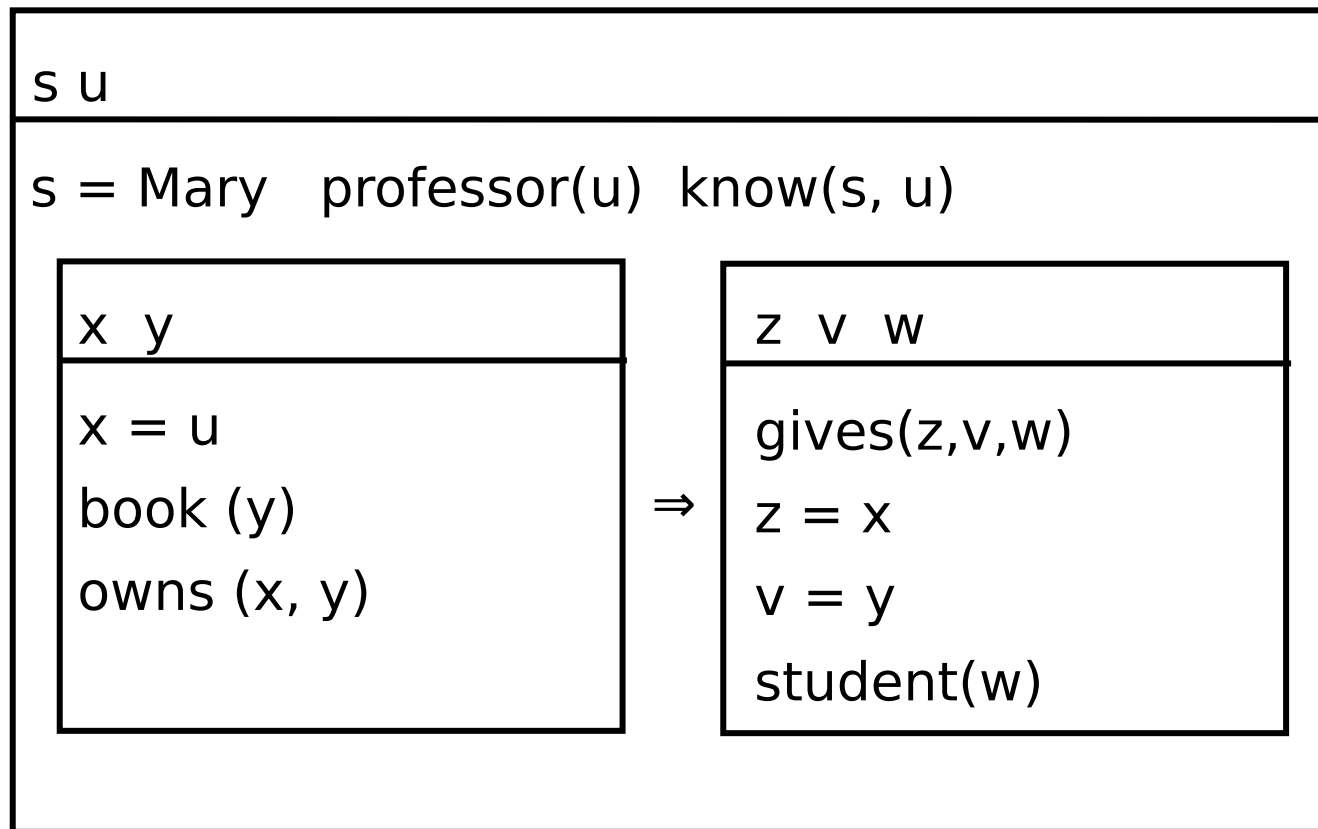 s u
s = Mary professor(u) know(s, u)
x y
x = u
book (y)
owns (x, y)
⇒
z v w
gives(z,v,w)
z = x
v = y
student(w)